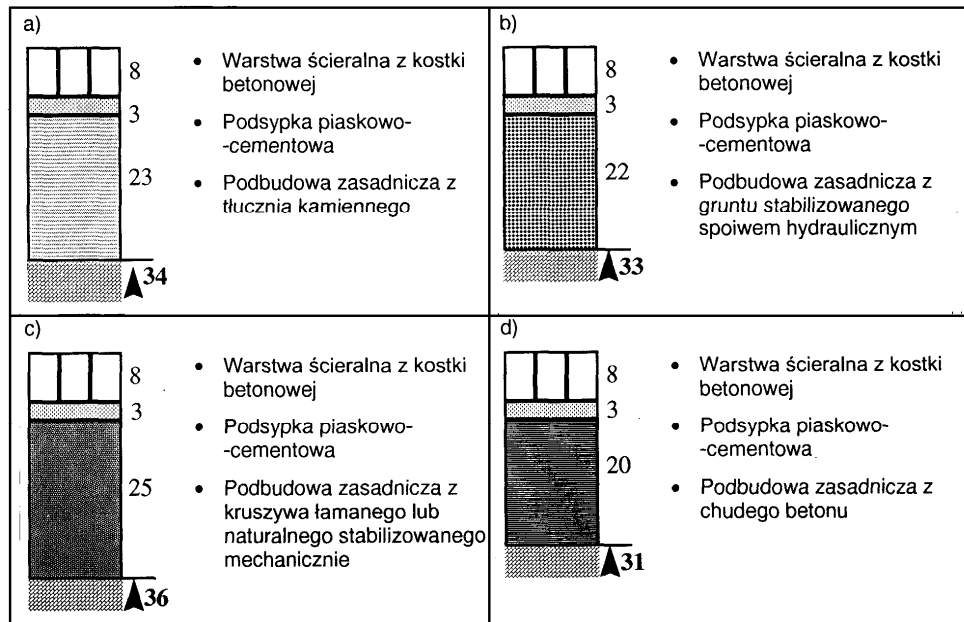 a)
8
3
23
34
• Warstwa ścieralna z kostki
betonowej
• Podsypka piaskowo-
-cementowa
• Podbudowa zasadnicza z
tłucznia kamiennego
b)
8
3
22
33
• Warstwa ścieralna z kostki
betonowej
• Podsypka piaskowo-
-cementowa
• Podbudowa zasadnicza z
gruntu stabilizowanego
spoiwem hydraulicznym
c)
8
3
25
36
• Warstwa ścieralna z kostki
betonowej
• Podsypka piaskowo-
-cementowa
• Podbudowa zasadnicza z
kruszywa łamanego lub
naturalnego stabilizowanego
mechanicznie
d)
8
3
20
31
• Warstwa ścieralna z kostki
betonowej
• Podsypka piaskowo-
-cementowa
• Podbudowa zasadnicza z
chudego betonu